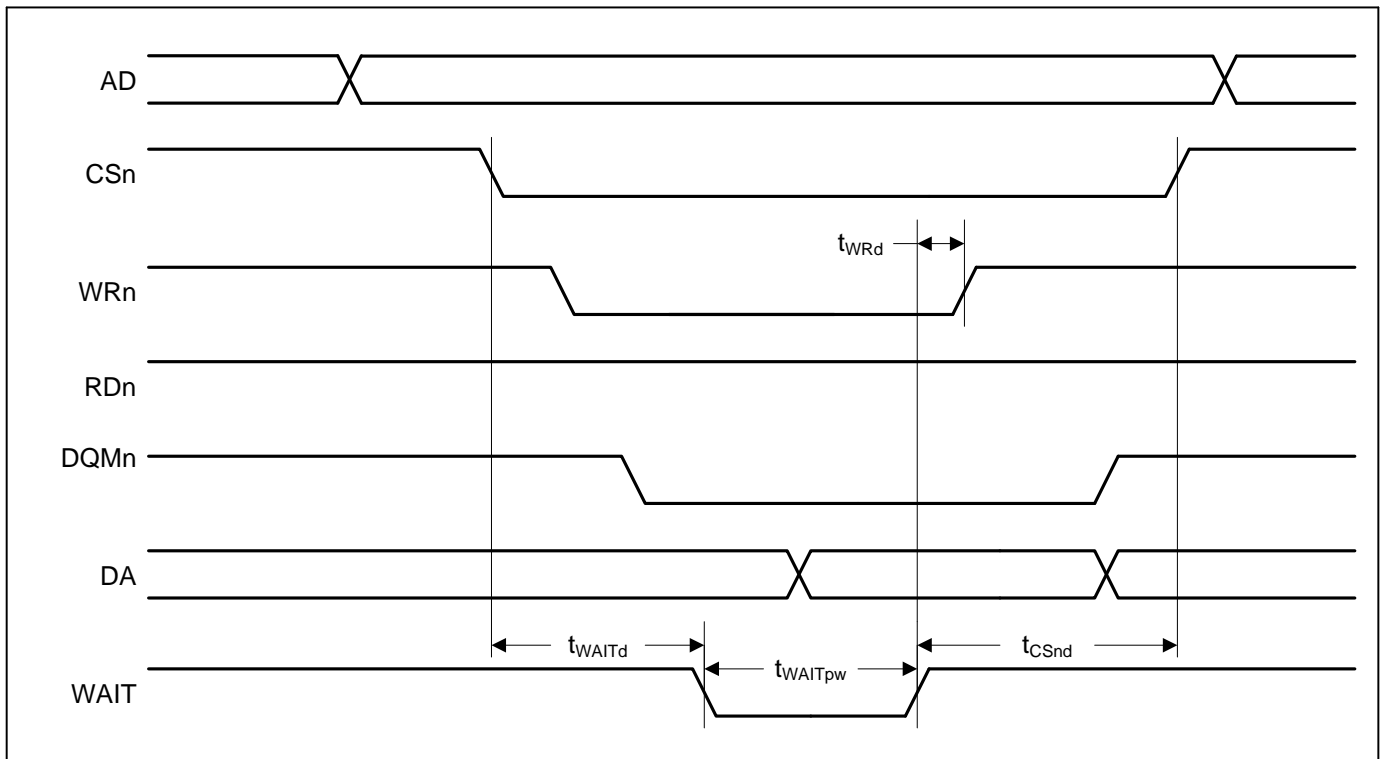 AD
CSn
tWRd
WRn
RDn
DQMn
DA
tWAITd
tWAITpw
tCSnd
WAIT